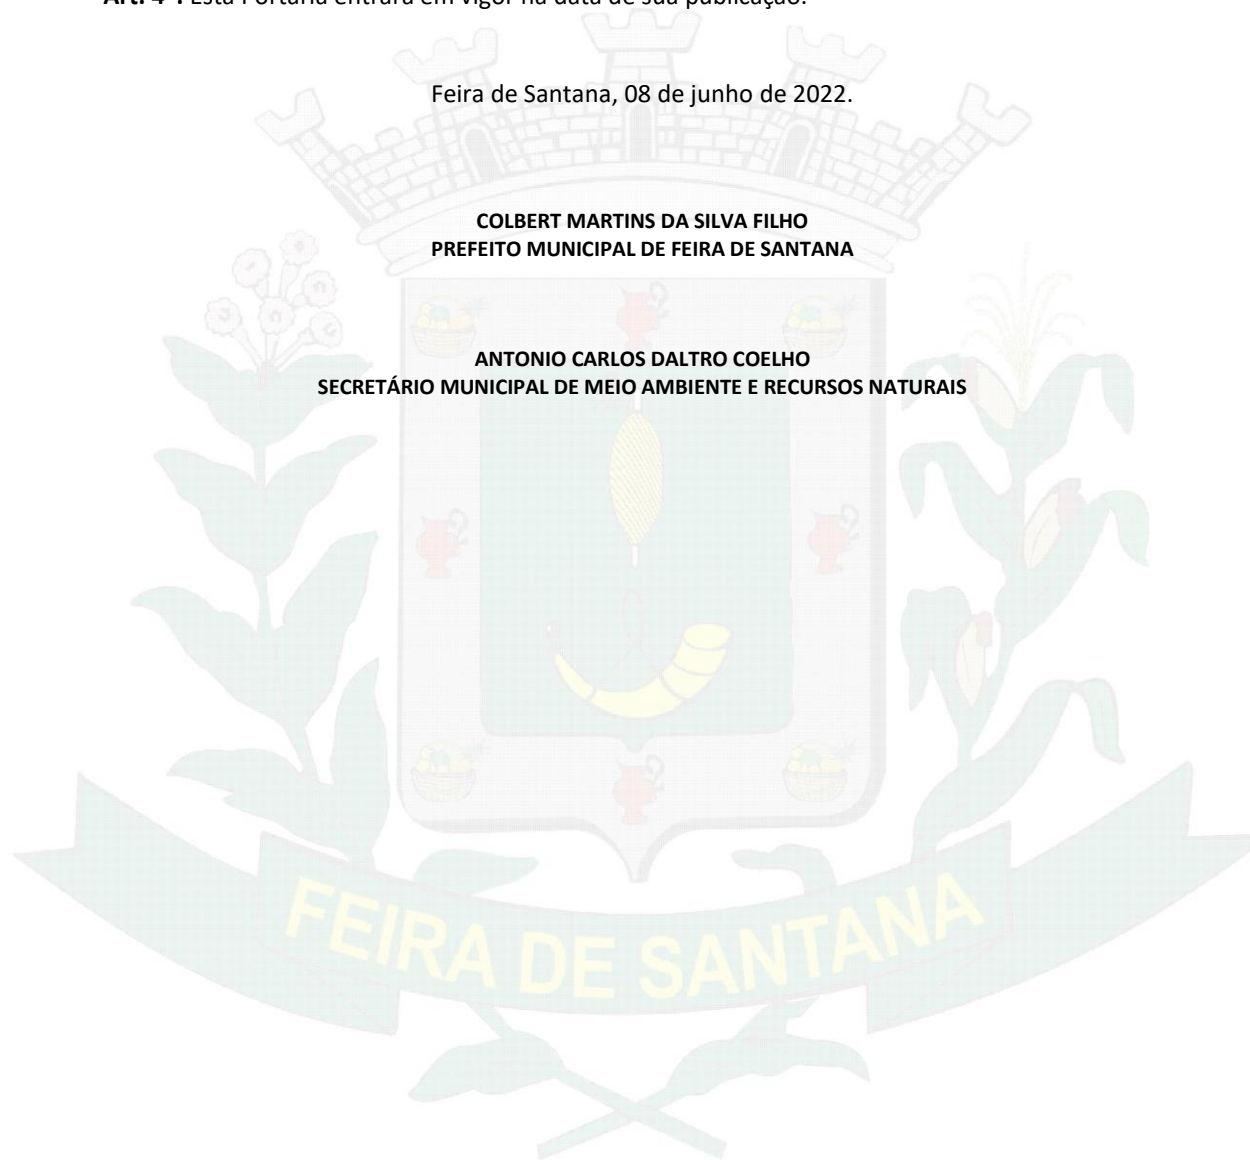 Art. 4º. Esta Portaria entrará em vigor na data de sua publicação.
Feira de Santana, 08 de junho de 2022.
COLBERT MARTINS DA SILVA FILHO
PREFEITO MUNICIPAL DE FEIRA DE SANTANA
ANTONIO CARLOS DALTRO COELHO
SECRETÁRIO MUNICIPAL DE MEIO AMBIENTE E RECURSOS NATURAIS
FEIRA DE SANTANA